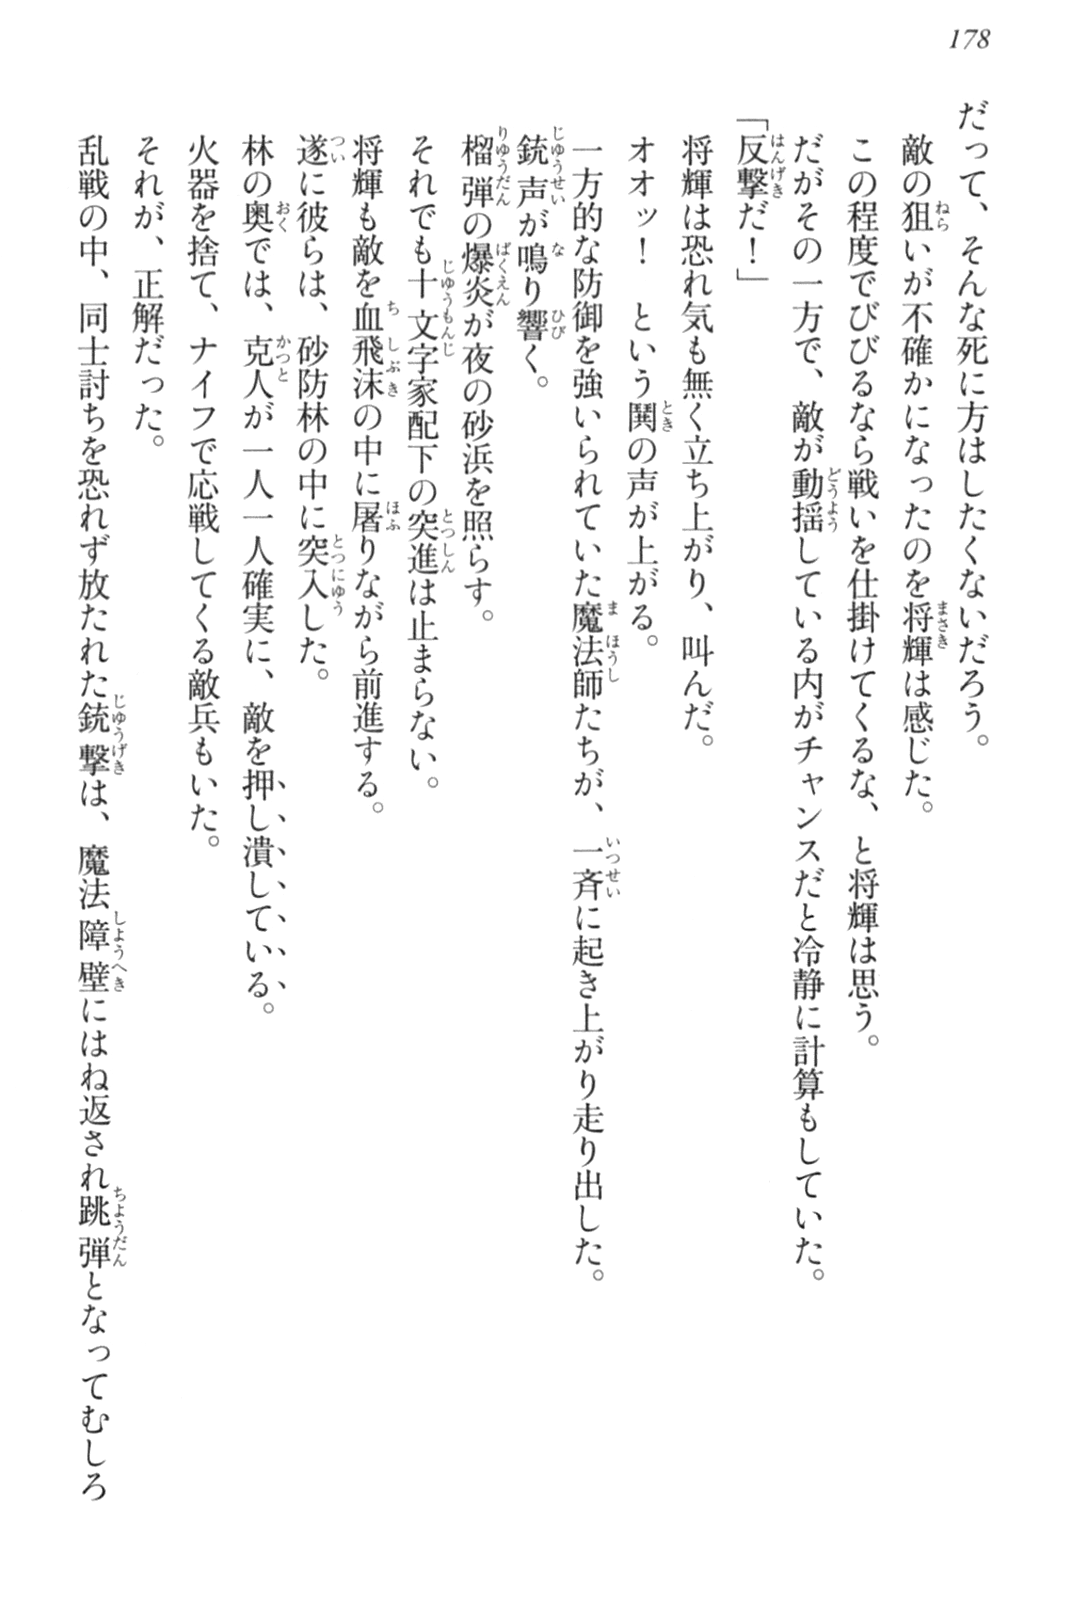 178
だって、そんな死に方はしたくないだろう。
敵の狙いが不確かになったのを将輝は感じた。
この程度でびびるなら戦いを仕掛けてくるな、と将輝は思う。
だがその一方で、敵が動揺している内がチャンスだと冷静に計算もしていた。
「反撃だ！」
将輝は恐れ気も無く立ち上がり、叫んだ。
オオッ！　という鬨の声が上がる。
一方的な防御を強いられていた魔法師たちが、一斉に起き上がり走り出した。
銃声が鳴り響く。
榴弾の爆炎が夜の砂浜を照らす。
それでも十文字家配下の突進は止まらない。
将輝も敵を血飛沫の中に屠りながら前進する。
遂に彼らは、砂防林の中に突入した。
林の奥では、克人が一人一人確実に、敵を押し潰している。
火器を捨て、ナイフで応戦してくる敵兵もいた。
それが、正解だった。
乱戦の中、同士討ちを恐れず放たれた銃撃は、魔法障壁にはね返され跳弾となってむしろ